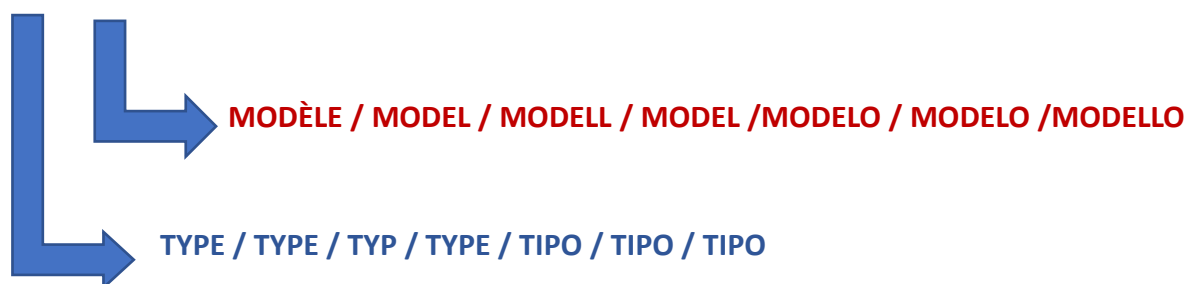 MODÈLE / MODEL / MODELL / MODEL /MODELO / MODELO /MODELLO
TYPE / TYPE / TYP / TYPE / TIPO / TIPO / TIPO